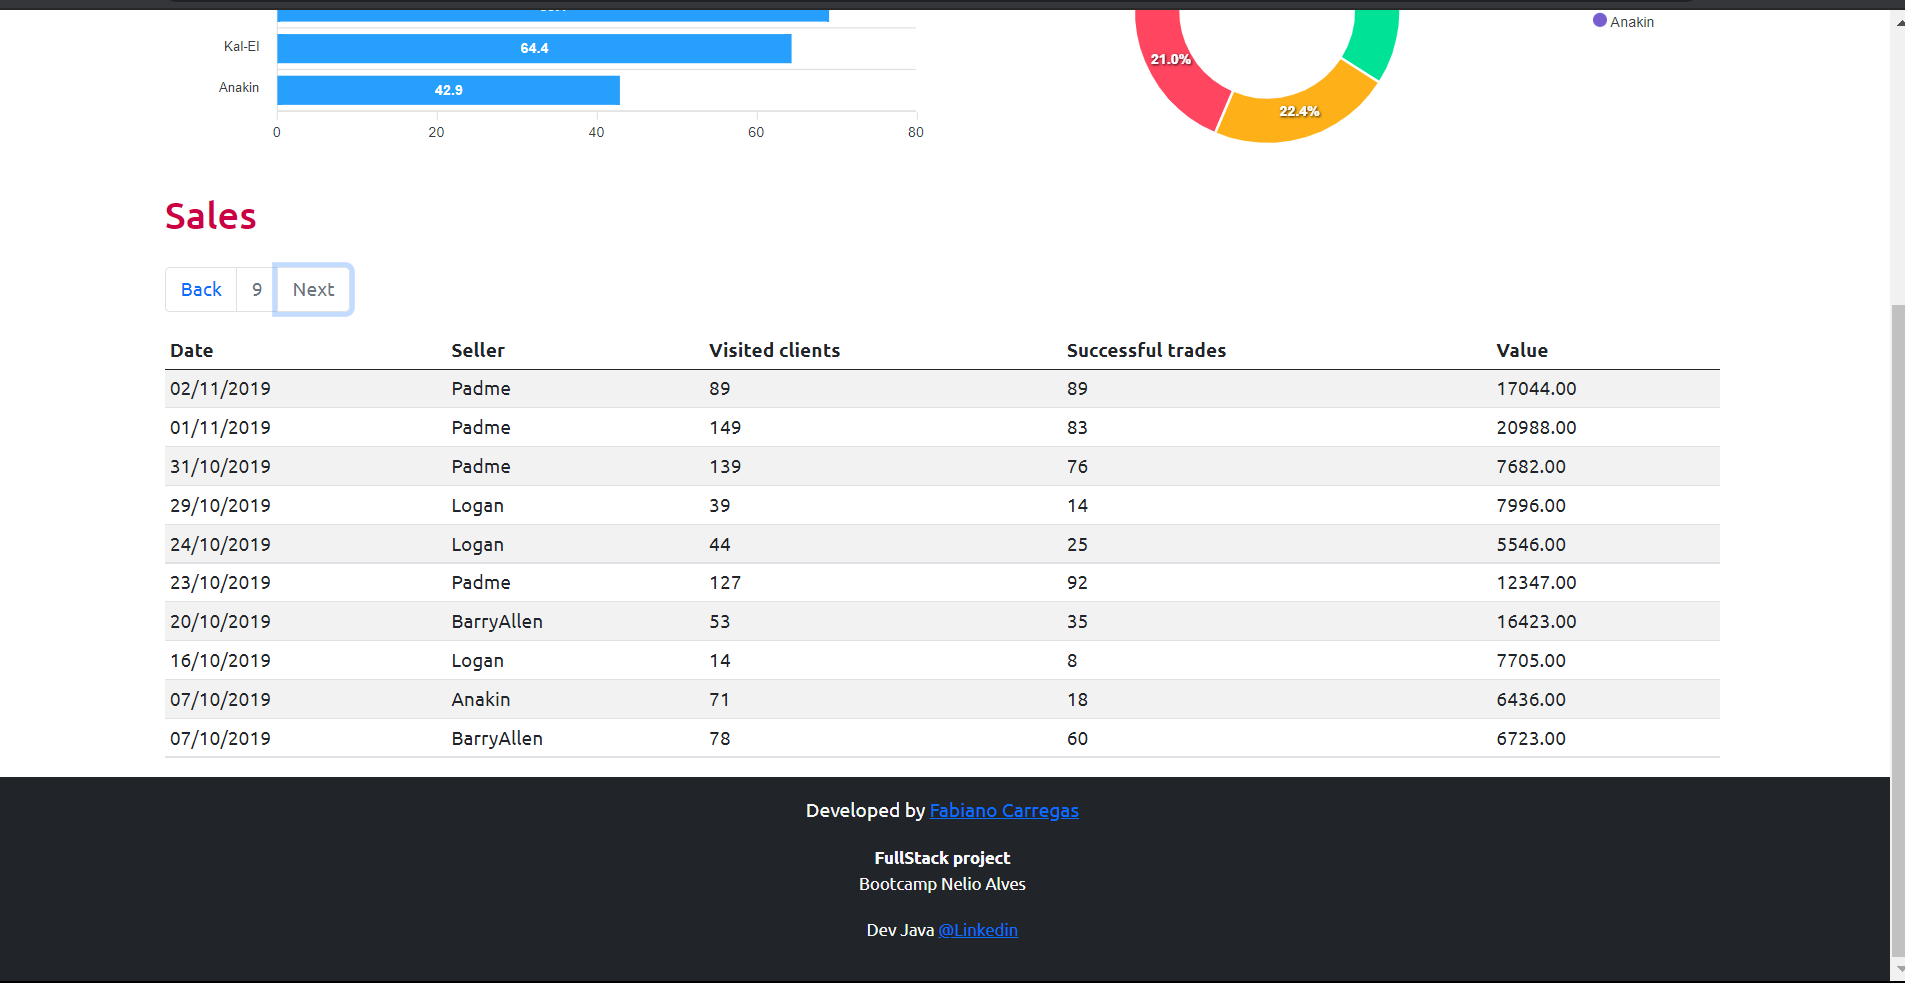 Kal-El 64.4
Anakin 42.9
0 20 40 60 80
21.0%
22.4%
Anakin
Sales
Back 9 Next
Date Seller Visited clients Successful trades Value
02/11/2019 Padme 89 89 17044.00
01/11/2019 Padme 149 83 20988.00
31/10/2019 Padme 139 76 7682.00
29/10/2019 Logan 39 14 7996.00
24/10/2019 Logan 44 25 5546.00
23/10/2019 Padme 127 92 12347.00
20/10/2019 BarryAllen 53 35 16423.00
16/10/2019 Logan 14 8 7705.00
07/10/2019 Anakin 71 18 6436.00
07/10/2019 BarryAllen 78 60 6723.00
Developed by Fabiano Carregas
FullStack project
Bootcamp Nelio Alves
Dev Java @Linkedin